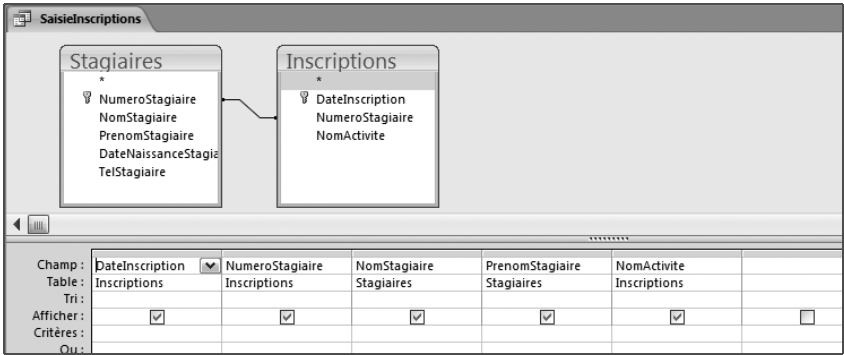 SaisieInscriptions
Stagiaires
*
NumeroStagiaire
NomStagiaire
PrenomStagiaire
DateNaissanceStagia
TelStagiaire
Inscriptions
*
DateInscription
NumeroStagiaire
NomActivite
Champ : DateInscription NumeroStagiaire NomStagiaire PrenomStagiaire NomActivite
Table : Inscriptions Inscriptions Stagiaires Stagiaires Inscriptions
Tri :
Afficher :
Critères :
Ou :